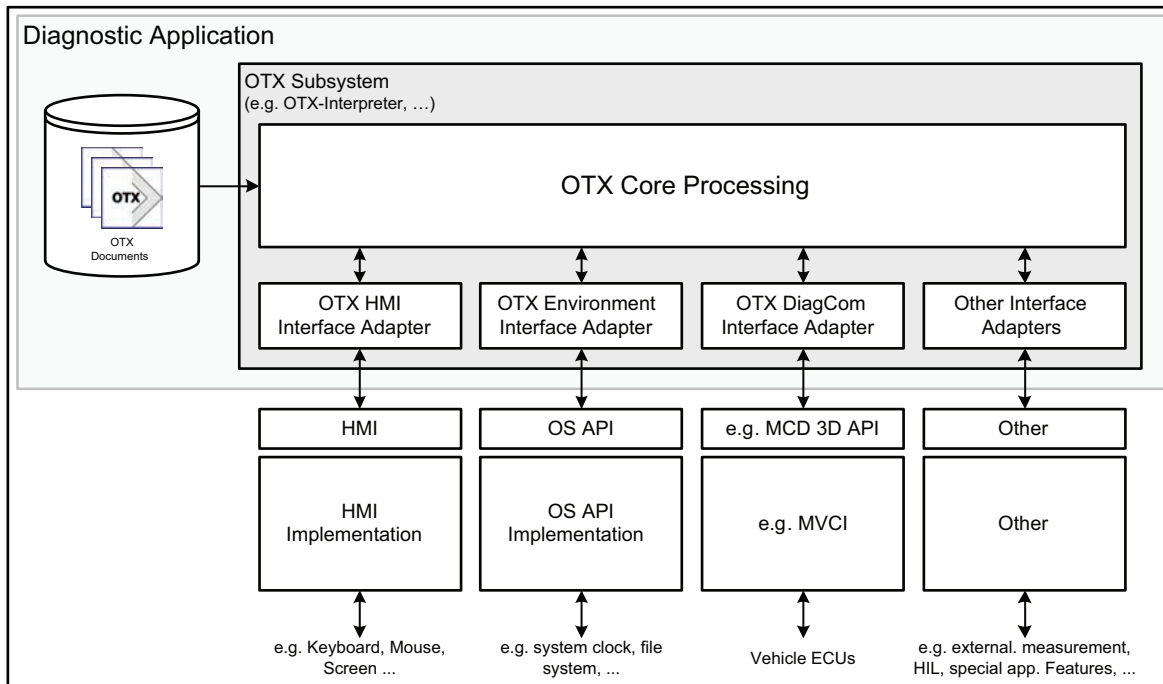 Diagnostic Application
OTX Subsystem
(e.g. OTX-Interpreter, …)
OTX
OTX
Documents
OTX Core Processing
OTX HMI
Interface Adapter
OTX Environment
Interface Adapter
OTX DiagCom
Interface Adapter
Other Interface
Adapters
HMI
OS API
e.g. MCD 3D API
Other
HMI
Implementation
OS API
Implementation
e.g. MVCI
Other
e.g. Keyboard, Mouse,
Screen ...
e.g. system clock, file
system, ...
Vehicle ECUs
e.g. external. measurement,
HIL, special app. Features, ...